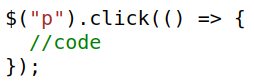 $("p").click(() => {
  //code
});